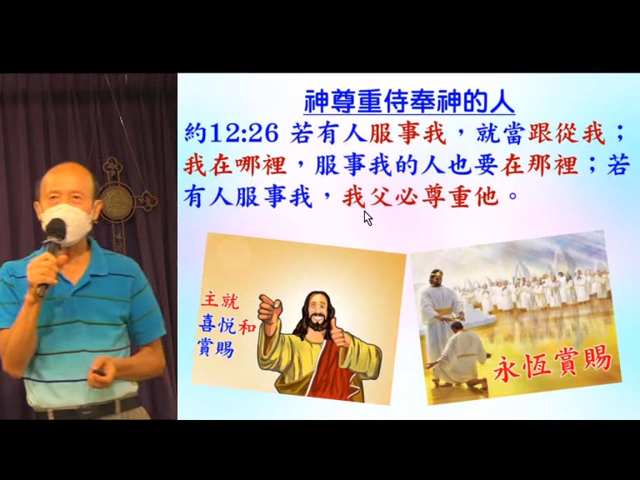 神尊重侍奉神的人
約12:26 若有人服事我，就當跟從我；
我在哪裡，服事我的人也要在那裡；若
有人服事我，我父必尊重他。
主就
喜悅和
賞賜
永恆賞賜